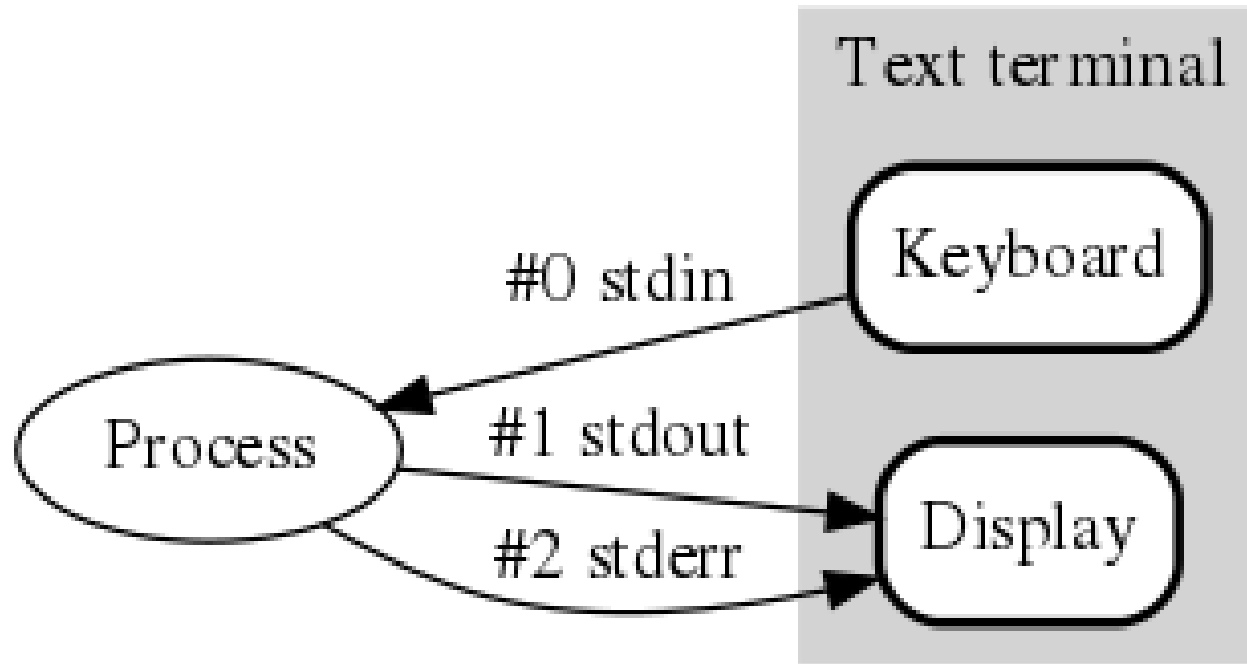 Text terminal
Keyboard
#0 stdin
Process
#1 stdout
Display
#2 stderr